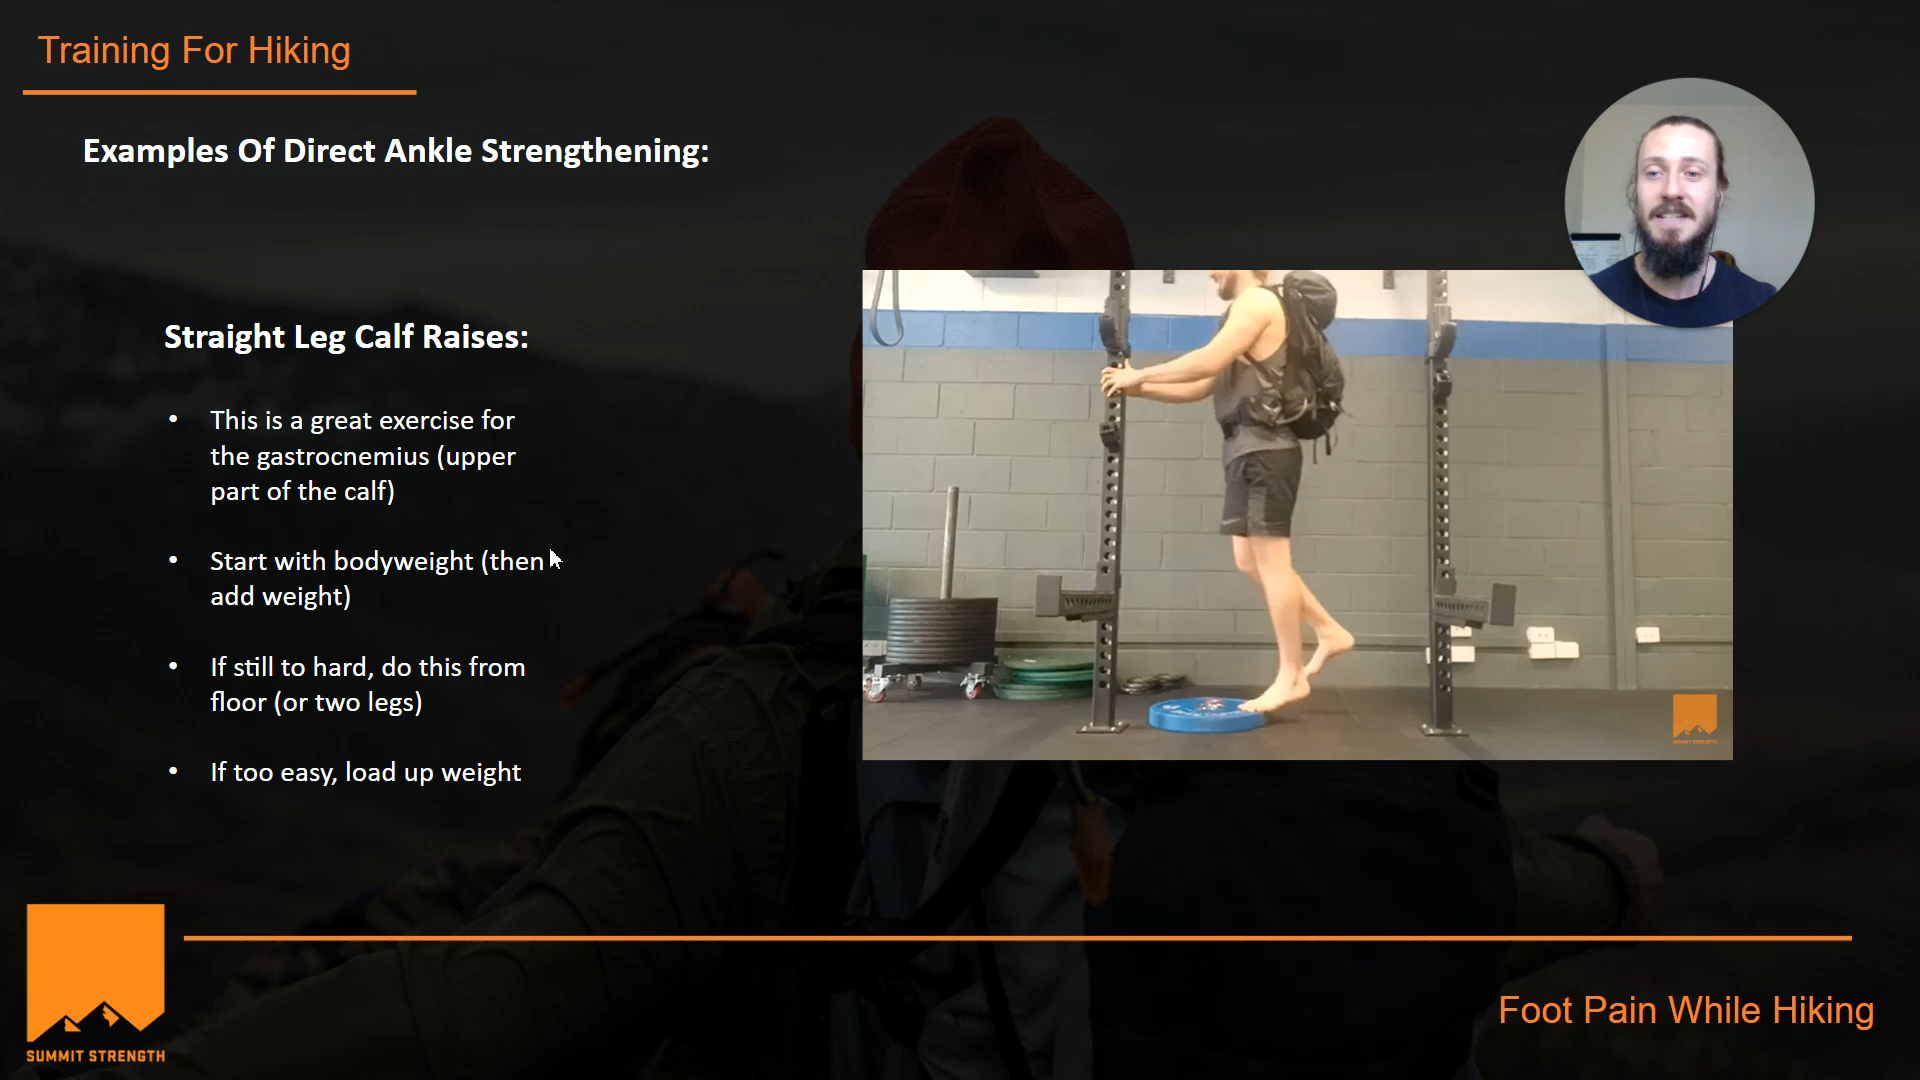 Training For Hiking
Examples Of Direct Ankle Strengthening:
Straight Leg Calf Raises:
• This is a great exercise for
the gastrocnemius (upper
part of the calf)
• Start with bodyweight (then
add weight)
• If still to hard, do this from
floor (or two legs)
• If too easy, load up weight
SUMMIT STRENGTH
SUMMIT STRENGTH
Foot Pain While Hiking